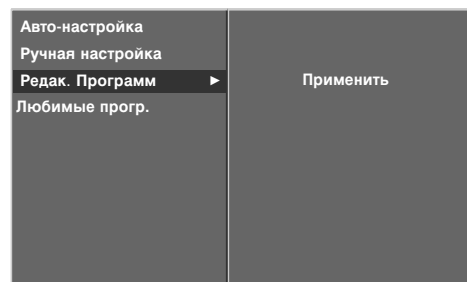 Авто-настройка
Ручная настройка
Редак. Программ ► Применить
Любимые прогр.